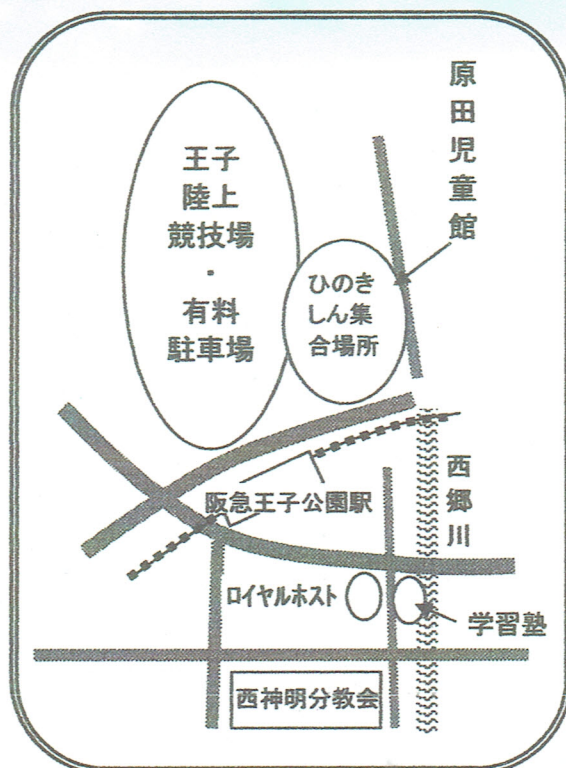 原田児童館
王子
陸上
競技場
・
有料
駐車場
ひのき
しん集
合場所
阪急王子公園駅
西郷川
ロイヤルホスト
学習塾
西神明分教会